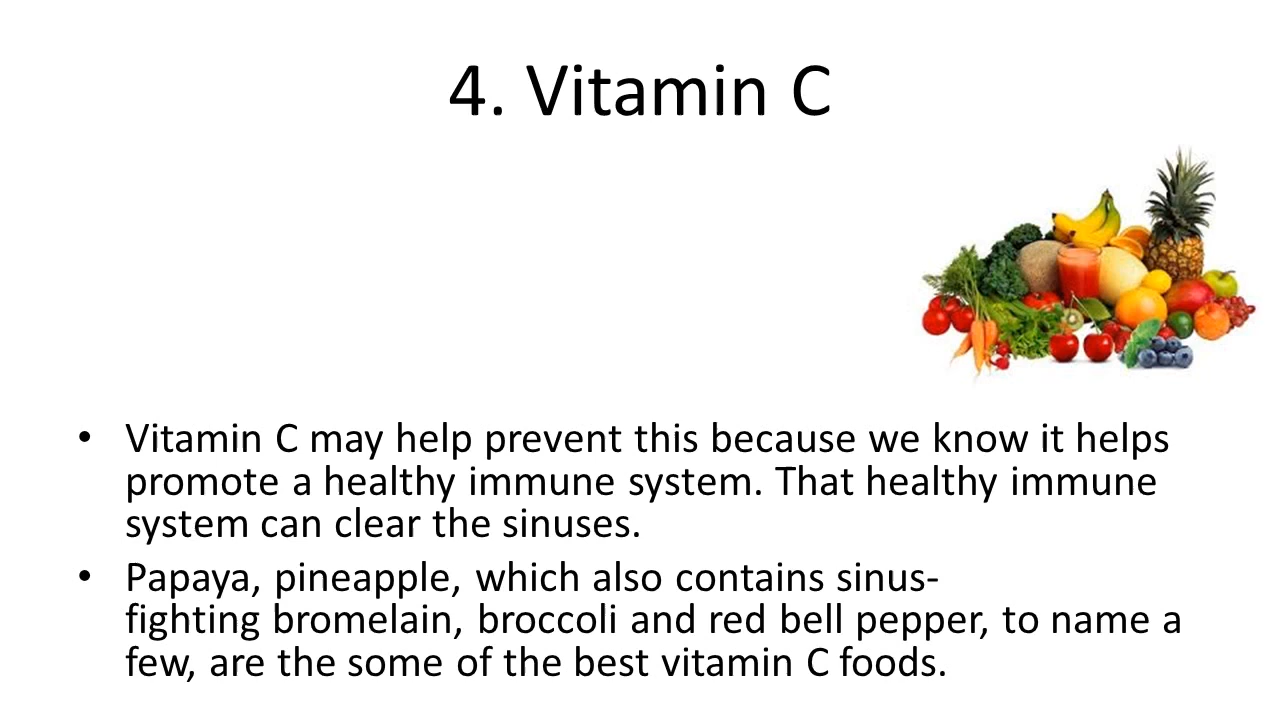 4. Vitamin C
• Vitamin C may help prevent this because we know it helps
promote a healthy immune system. That healthy immune
system can clear the sinuses.
• Papaya, pineapple, which also contains sinus-
fighting bromelain, broccoli and red bell pepper, to name a
few, are the some of the best vitamin C foods.